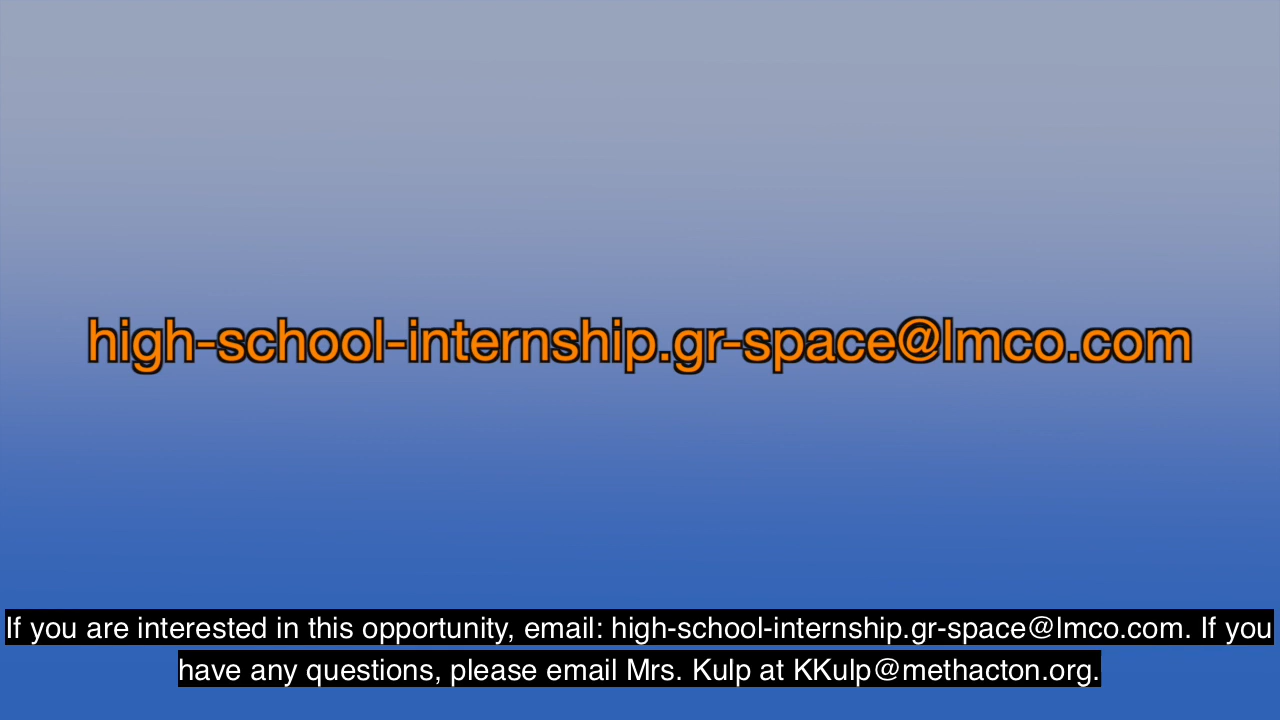 high-school-internship.gr-space@lmco.com
If you are interested in this opportunity, email: high-school-internship.gr-space@lmco.com. If you
have any questions, please email Mrs. Kulp at KKulp@methacton.org.